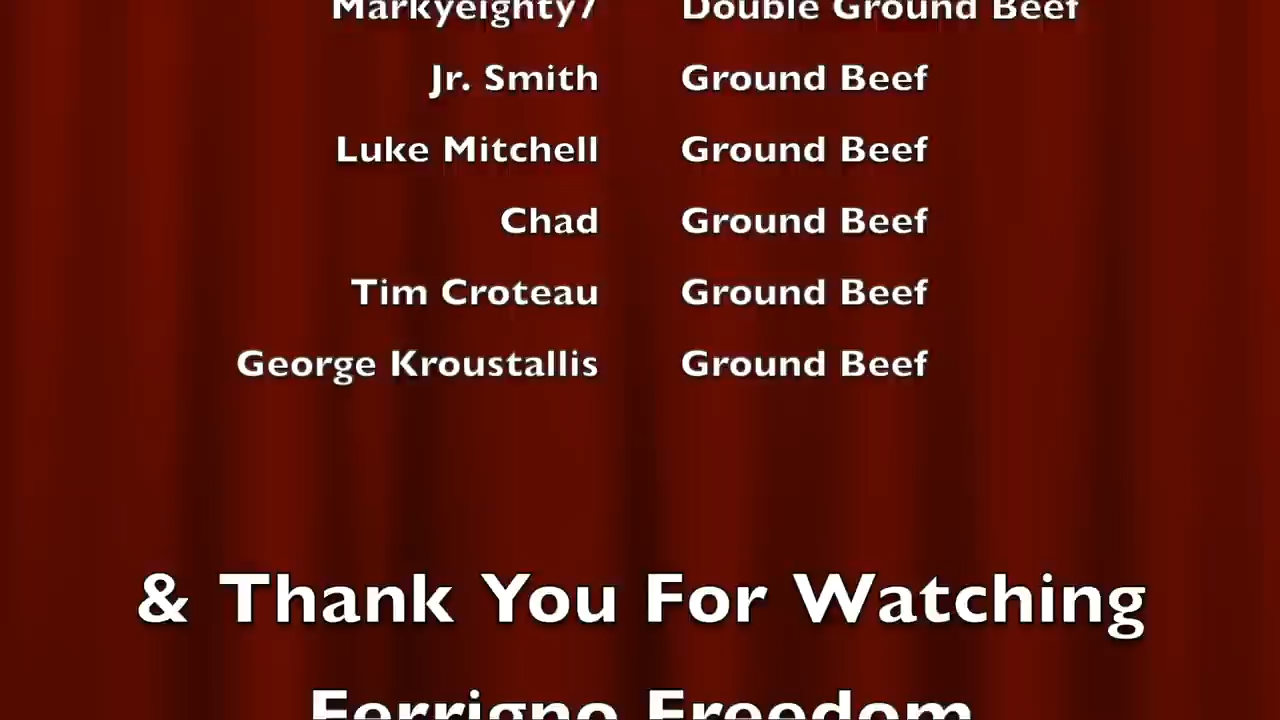 Markyeighty7 Double Ground Beef
Jr. Smith Ground Beef
Luke Mitchell Ground Beef
Chad Ground Beef
Tim Croteau Ground Beef
George Kroustallis Ground Beef
& Thank You For Watching
Ferrigno Freedom